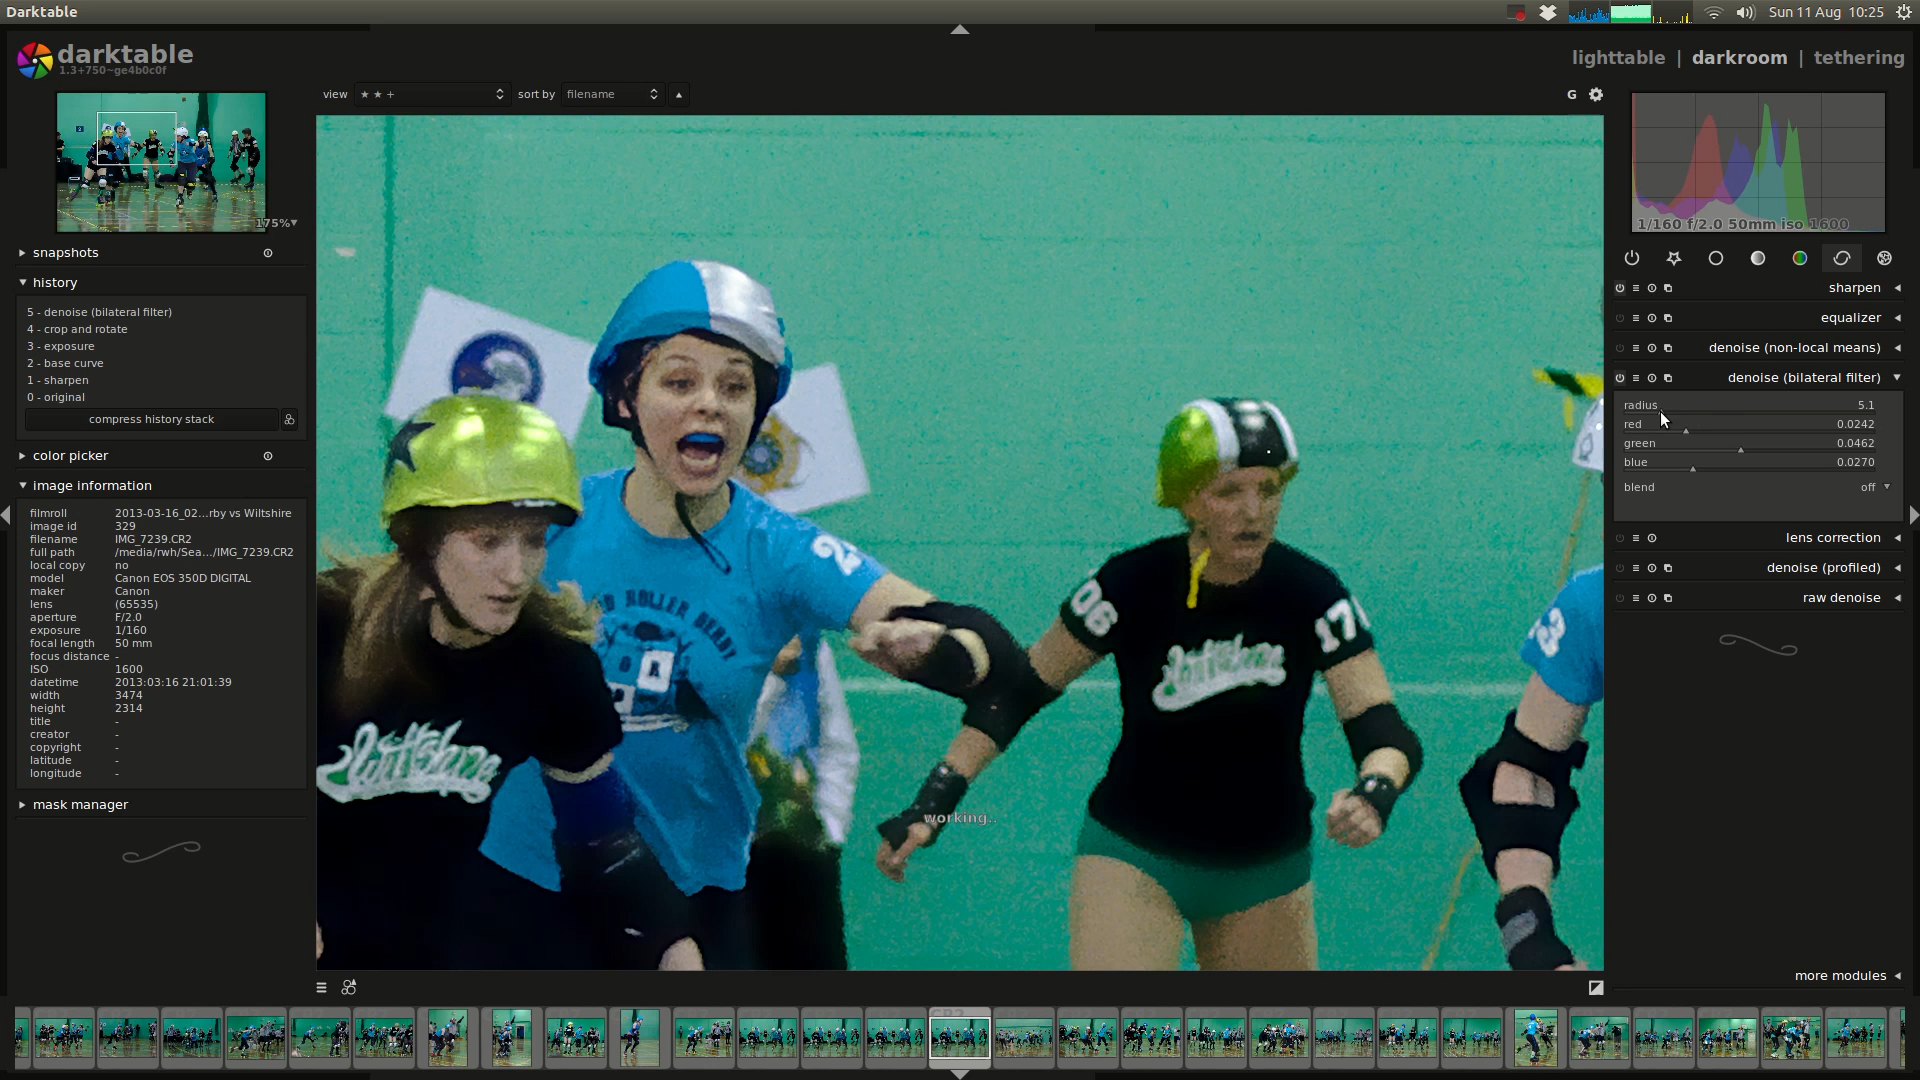 Darktable
Sun 11 Aug 10:25
darktable
1.3+750~ge4b0c0f
lighttable | darkroom | tethering
view ★ ★ + sort by filename
G
175%
1/160 f/2.0 50mm iso 1600
snapshots
history
5 - denoise (bilateral filter)
4 - crop and rotate
3 - exposure
2 - base curve
1 - sharpen
0 - original
compress history stack
color picker
image information
filmroll 2013-03-16_02...rby vs Wiltshire
image id 329
filename IMG_7239.CR2
full path /media/rwh/Sea.../IMG_7239.CR2
local copy no
model Canon EOS 350D DIGITAL
maker Canon
lens (65535)
aperture F/2.0
exposure 1/160
focal length 50 mm
focus distance -
ISO 1600
datetime 2013:03:16 21:01:39
width 3474
height 2314
title -
creator -
copyright -
latitude -
longitude -
mask manager
ROLLER DERBY
06
171
Wiltshire
Wiltshire
working..
sharpen
equalizer
denoise (non-local means)
denoise (bilateral filter)
radius 5.1
red 0.0242
green 0.0462
blue 0.0270
blend off
lens correction
denoise (profiled)
raw denoise
more modules